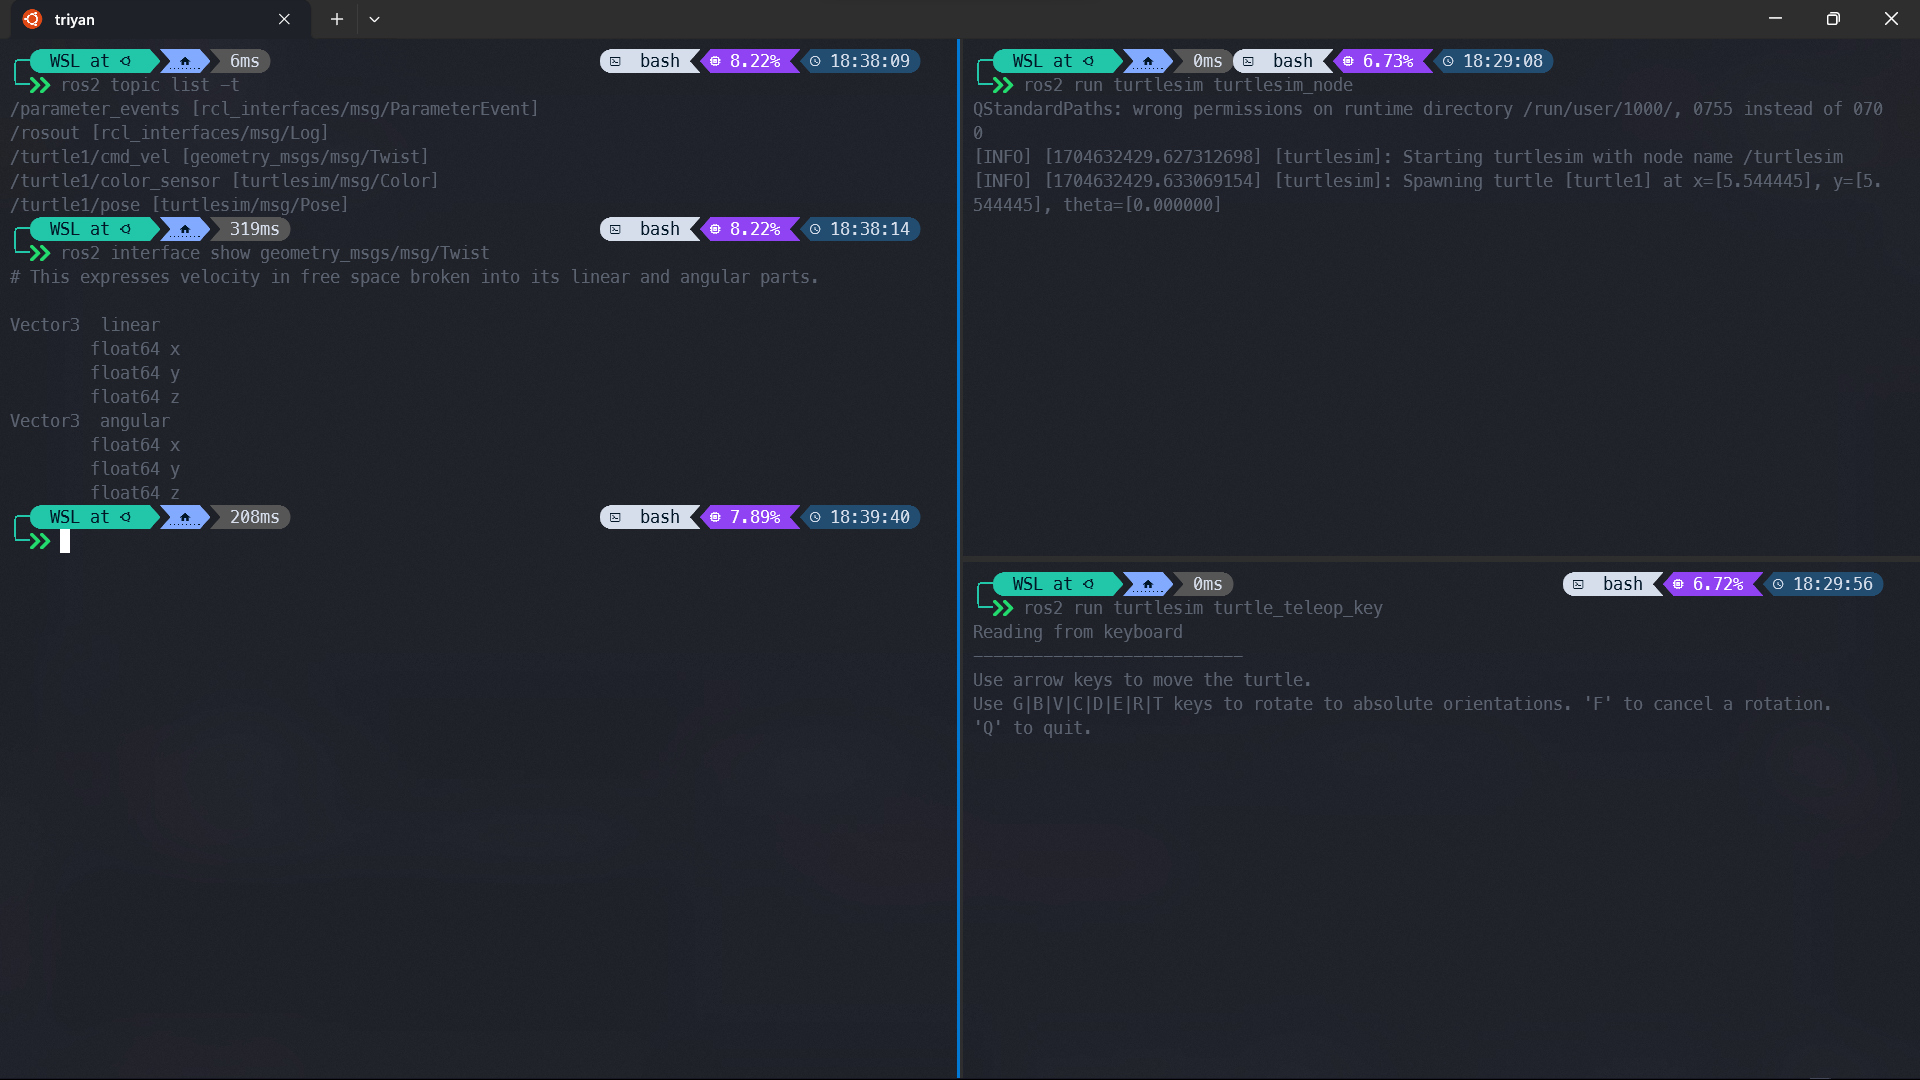 triyan
WSL at 6ms bash 8.22% 18:38:09
ros2 topic list -t
/parameter_events [rcl_interfaces/msg/ParameterEvent]
/rosout [rcl_interfaces/msg/Log]
/turtle1/cmd_vel [geometry_msgs/msg/Twist]
/turtle1/color_sensor [turtlesim/msg/Color]
/turtle1/pose [turtlesim/msg/Pose]
WSL at 319ms bash 8.22% 18:38:14
ros2 interface show geometry_msgs/msg/Twist
# This expresses velocity in free space broken into its linear and angular parts.
Vector3  linear
        float64 x
        float64 y
        float64 z
Vector3  angular
        float64 x
        float64 y
        float64 z
WSL at 208ms bash 7.89% 18:39:40
WSL at 0ms bash 6.73% 18:29:08
ros2 run turtlesim turtlesim_node
QStandardPaths: wrong permissions on runtime directory /run/user/1000/, 0755 instead of 070
0
[INFO] [1704632429.627312698] [turtlesim]: Starting turtlesim with node name /turtlesim
[INFO] [1704632429.633069154] [turtlesim]: Spawning turtle [turtle1] at x=[5.544445], y=[5.
544445], theta=[0.000000]
WSL at 0ms bash 6.72% 18:29:56
ros2 run turtlesim turtle_teleop_key
Reading from keyboard
---------------------------
Use arrow keys to move the turtle.
Use G|B|V|C|D|E|R|T keys to rotate to absolute orientations. 'F' to cancel a rotation.
'Q' to quit.